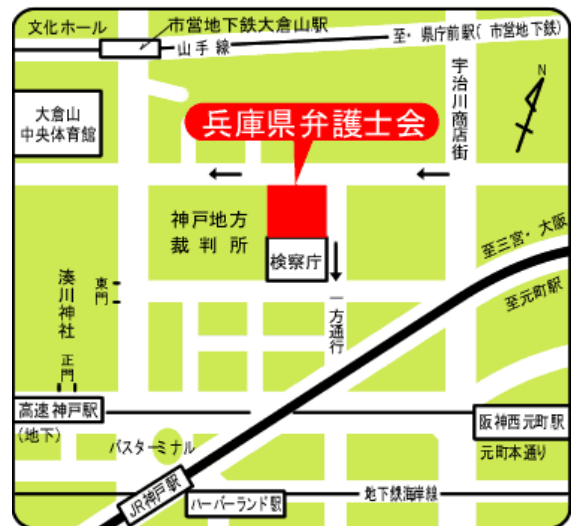 文化ホール
市営地下鉄大倉山駅
山手線
至・県庁前駅(市営地下鉄)
大倉山
中央体育館
宇治川商店街
N
兵庫県弁護士会
神戸地方
裁判所
検察庁
至三宮・大阪
至元町駅
湊川神社
東門
正門
一方通行
高速神戸駅
(地下)
阪神西元町駅
バスターミナル
元町本通り
JR神戸駅
ハーバーランド駅
地下鉄海岸線